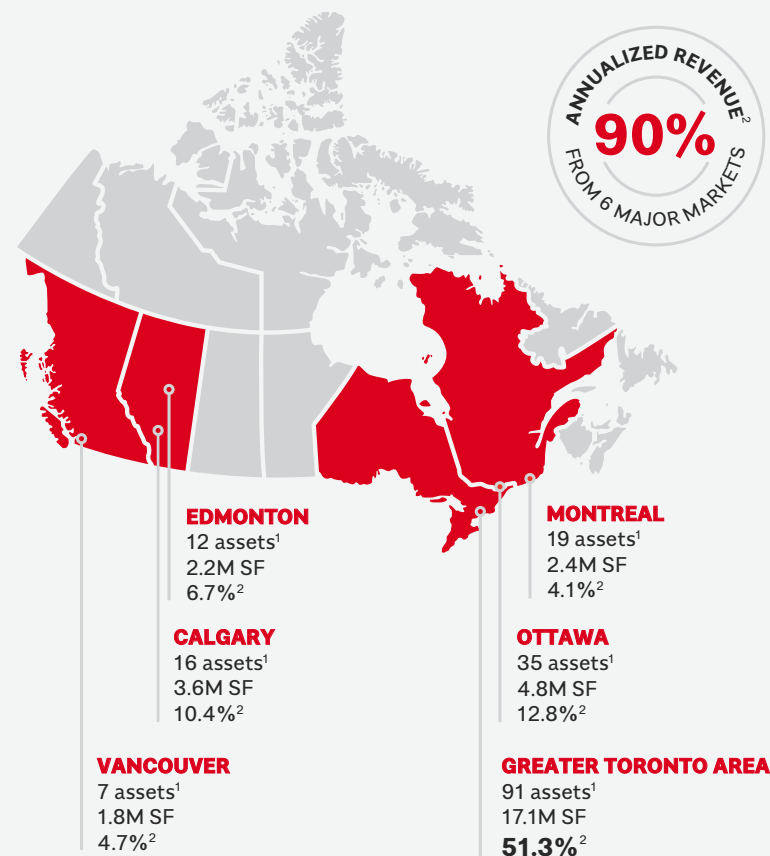 ANNUALIZED REVENUE²
90%
FROM 6 MAJOR MARKETS
EDMONTON
12 assets¹
2.2M SF
6.7%²
MONTREAL
19 assets¹
2.4M SF
4.1%²
CALGARY
16 assets¹
3.6M SF
10.4%²
OTTAWA
35 assets¹
4.8M SF
12.8%²
VANCOUVER
7 assets¹
1.8M SF
4.7%²
GREATER TORONTO AREA
91 assets¹
17.1M SF
51.3%²